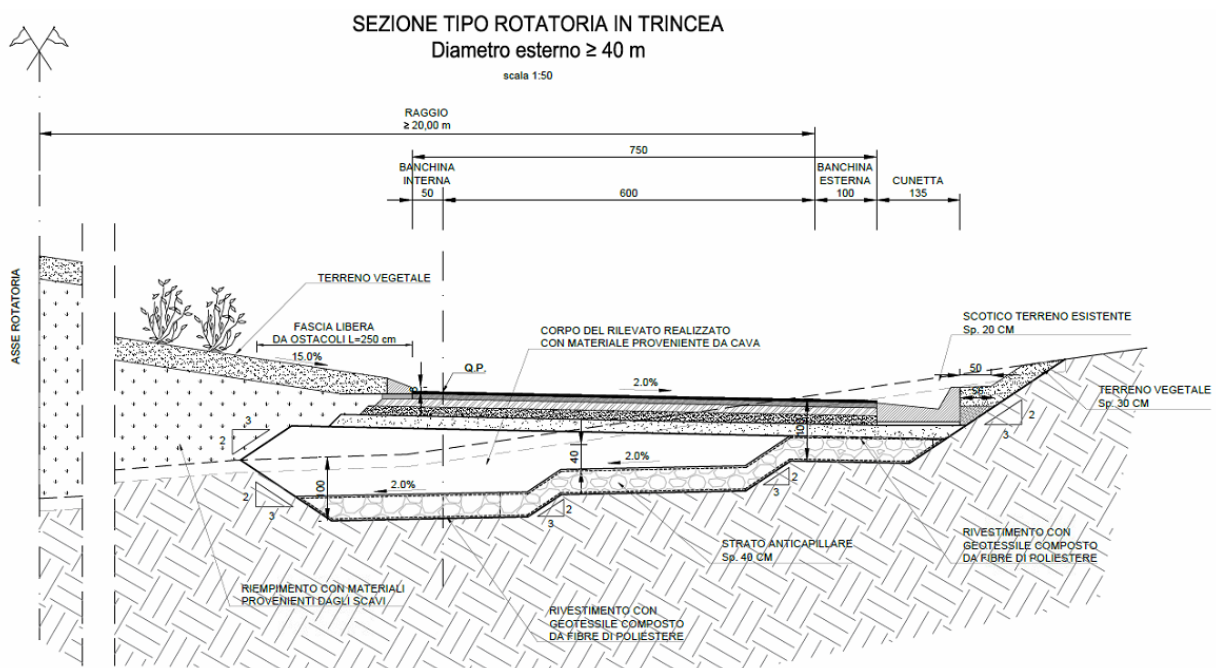 SEZIONE TIPO ROTATORIA IN TRINCEA
Diametro esterno ≥ 40 m
scala 1:50
RAGGIO
≥ 20,00 m
750
BANCHINA
INTERNA
50
600
BANCHINA
ESTERNA
100
CUNETTA
135
ASSE ROTATORIA
TERRENO VEGETALE
FASCIA LIBERA
DA OSTACOLI L=250 cm
15.0%
CORPO DEL RILEVATO REALIZZATO
CON MATERIALE PROVENIENTE DA CAVA
Q.P.
2.0%
SCOTICO TERRENO ESISTENTE
Sp. 20 CM
50
TERRENO VEGETALE
Sp. 30 CM
2
3
2
3
100
40
2.0%
100
2.0%
2
3
2
3
2
3
STRATO ANTICAPILLARE
Sp. 40 CM
RIVESTIMENTO CON
GEOTESSILE COMPOSTO
DA FIBRE DI POLIESTERE
RIEMPIMENTO CON MATERIALI
PROVENIENTI DAGLI SCAVI
RIVESTIMENTO CON
GEOTESSILE COMPOSTO
DA FIBRE DI POLIESTERE